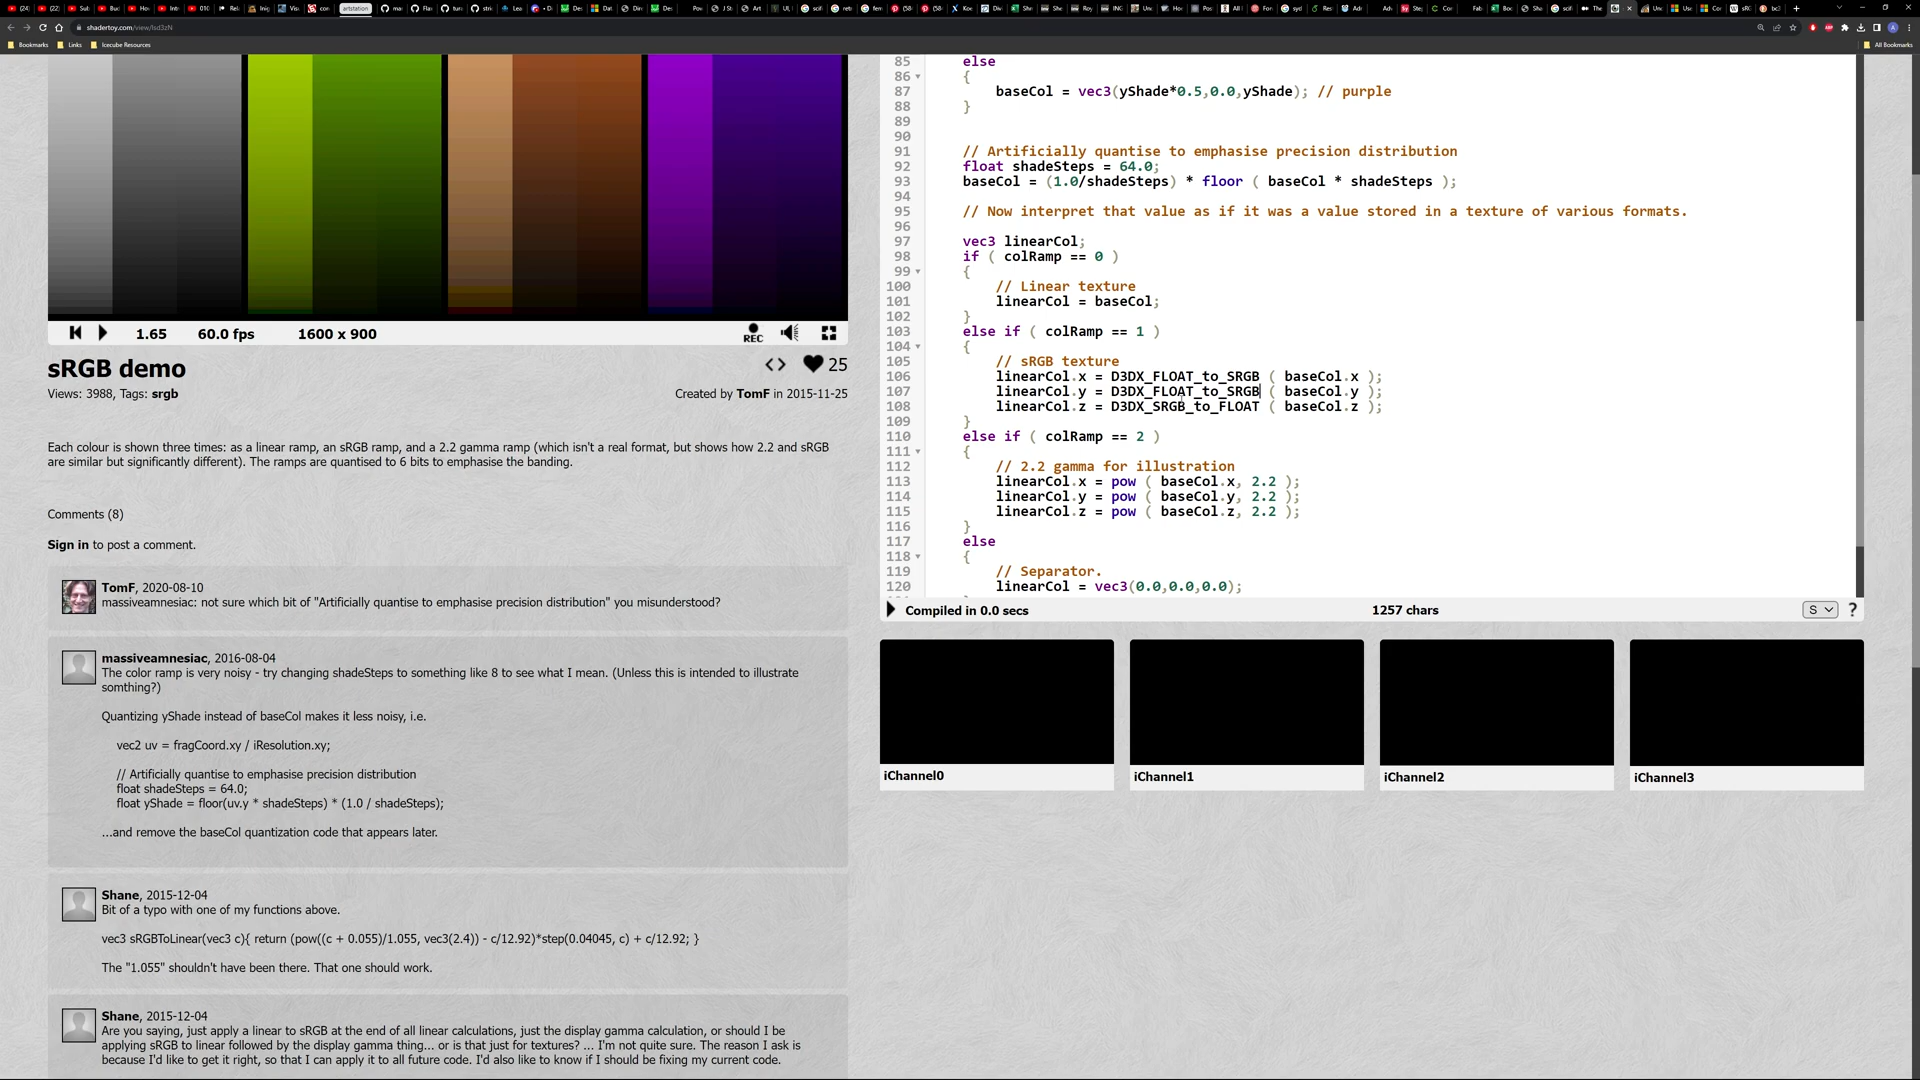 shadertoy.com/view/lsd3zN
Bookmarks
Links
Icecube Resources
All Bookmarks
1.65
60.0 fps
1600 x 900
REC
sRGB demo
25
Views: 3988, Tags: srgb
Created by TomF in 2015-11-25
Each colour is shown three times: as a linear ramp, an sRGB ramp, and a 2.2 gamma ramp (which isn't a real format, but shows how 2.2 and sRGB
are similar but significantly different). The ramps are quantised to 6 bits to emphasise the banding.
Comments (8)
Sign in to post a comment.
TomF, 2020-08-10
massiveamnesiac: not sure which bit of "Artificially quantise to emphasise precision distribution" you misunderstood?
massiveamnesiac, 2016-08-04
The color ramp is very noisy - try changing shadeSteps to something like 8 to see what I mean. (Unless this is intended to illustrate
somthing?)
Quantizing yShade instead of baseCol makes it less noisy, i.e.
vec2 uv = fragCoord.xy / iResolution.xy;
// Artificially quantise to emphasise precision distribution
float shadeSteps = 64.0;
float yShade = floor(uv.y * shadeSteps) * (1.0 / shadeSteps);
...and remove the baseCol quantization code that appears later.
Shane, 2015-12-04
Bit of a typo with one of my functions above.
vec3 sRGBToLinear(vec3 c){ return (pow((c + 0.055)/1.055, vec3(2.4)) - c/12.92)*step(0.04045, c) + c/12.92; }
The "1.055" shouldn't have been there. That one should work.
Shane, 2015-12-04
Are you saying, just apply a linear to sRGB at the end of all linear calculations, just the display gamma calculation, or should I be
applying sRGB to linear followed by the display gamma thing... or is that just for textures? ... I'm not quite sure. The reason I ask is
because I'd like to get it right, so that I can apply it to all future code. I'd also like to know if I should be fixing my current code.
85 else
86 {
87 baseCol = vec3(yShade*0.5,0.0,yShade); // purple
88 }
89
90
91 // Artificially quantise to emphasise precision distribution
92 float shadeSteps = 64.0;
93 baseCol = (1.0/shadeSteps) * floor ( baseCol * shadeSteps );
94
95 // Now interpret that value as if it was a value stored in a texture of various formats.
96
97 vec3 linearCol;
98 if ( colRamp == 0 )
99 {
100 // Linear texture
101 linearCol = baseCol;
102 }
103 else if ( colRamp == 1 )
104 {
105 // sRGB texture
106 linearCol.x = D3DX_FLOAT_to_SRGB ( baseCol.x );
107 linearCol.y = D3DX_FLOAT_to_SRGB ( baseCol.y );
108 linearCol.z = D3DX_SRGB_to_FLOAT ( baseCol.z );
109 }
110 else if ( colRamp == 2 )
111 {
112 // 2.2 gamma for illustration
113 linearCol.x = pow ( baseCol.x, 2.2 );
114 linearCol.y = pow ( baseCol.y, 2.2 );
115 linearCol.z = pow ( baseCol.z, 2.2 );
116 }
117 else
118 {
119 // Separator.
120 linearCol = vec3(0.0,0.0,0.0);
Compiled in 0.0 secs
1257 chars
S
?
iChannel0
iChannel1
iChannel2
iChannel3